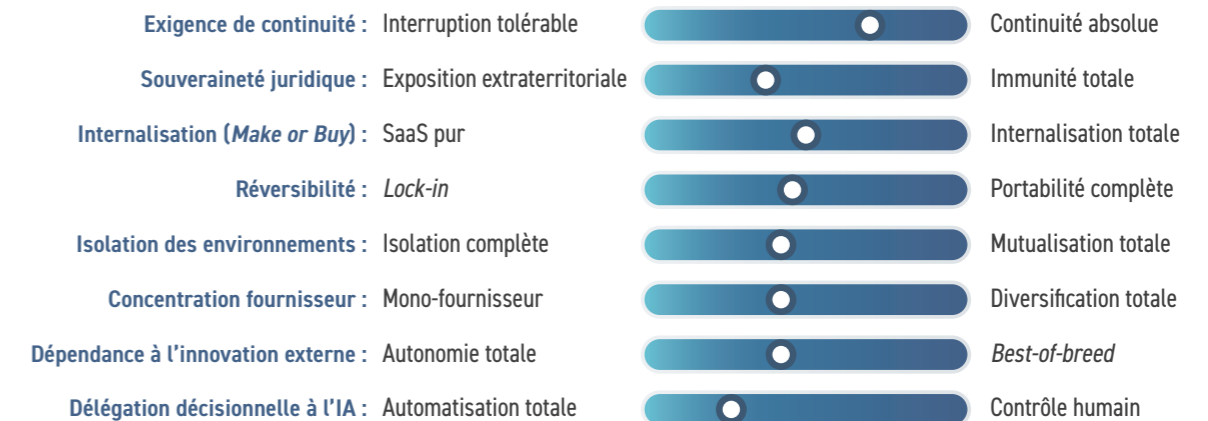 Exigence de continuité : Interruption tolérable Continuité absolue
Souveraineté juridique : Exposition extraterritoriale Immunité totale
Internalisation (Make or Buy) : SaaS pur Internalisation totale
Réversibilité : Lock-in Portabilité complète
Isolation des environnements : Isolation complète Mutualisation totale
Concentration fournisseur : Mono-fournisseur Diversification totale
Dépendance à l’innovation externe : Autonomie totale Best-of-breed
Délégation décisionnelle à l’IA : Automatisation totale Contrôle humain